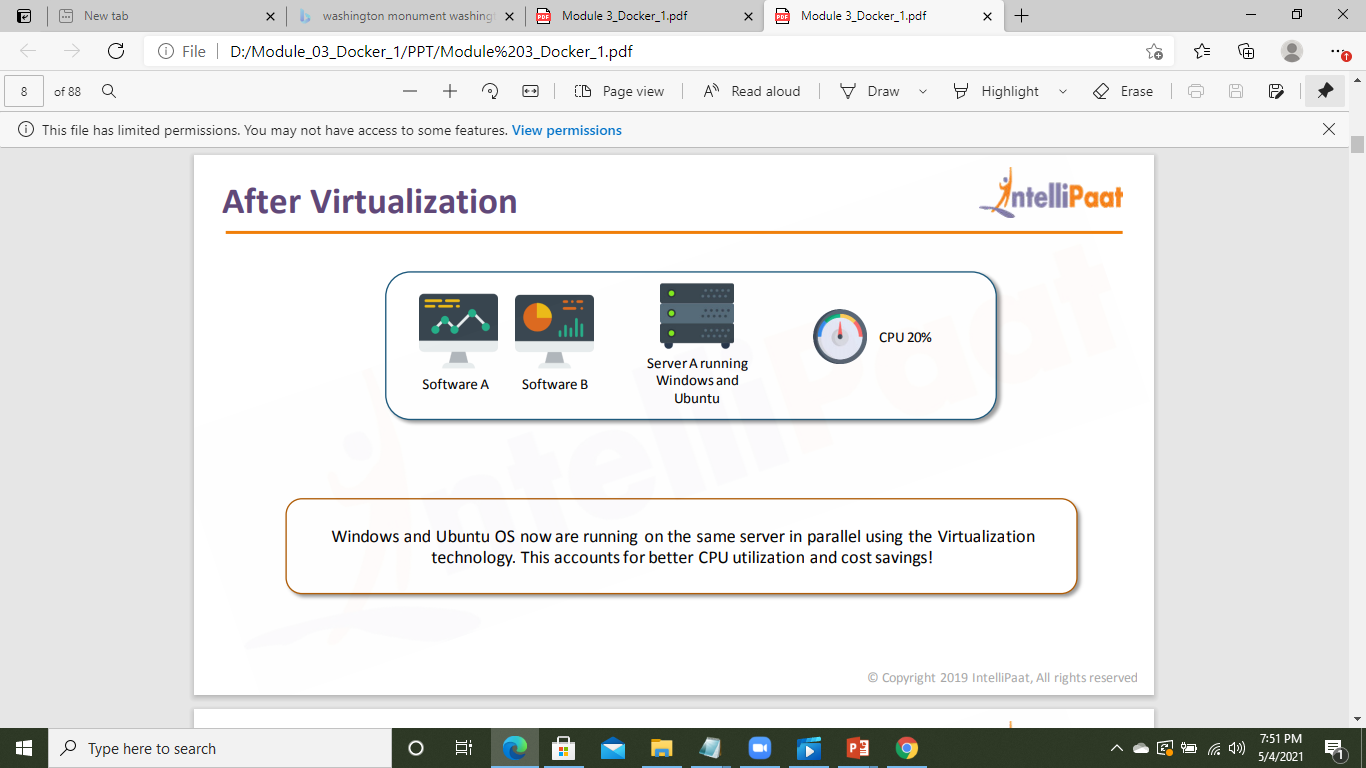 New tab
washington monument washing
Module 3_Docker_1.pdf
Module 3_Docker_1.pdf
File
D:/Module_03_Docker_1/PPT/Module%203_Docker_1.pdf
8
of 88
Page view
Read aloud
Draw
Highlight
Erase
This file has limited permissions. You may not have access to some features. View permissions
After Virtualization
IntelliPaat
Software A
Software B
Server A running
Windows and
Ubuntu
CPU 20%
Windows and Ubuntu OS now are running on the same server in parallel using the Virtualization
technology. This accounts for better CPU utilization and cost savings!
© Copyright 2019 IntelliPaat, All rights reserved
Type here to search
7:51 PM
5/4/2021
1